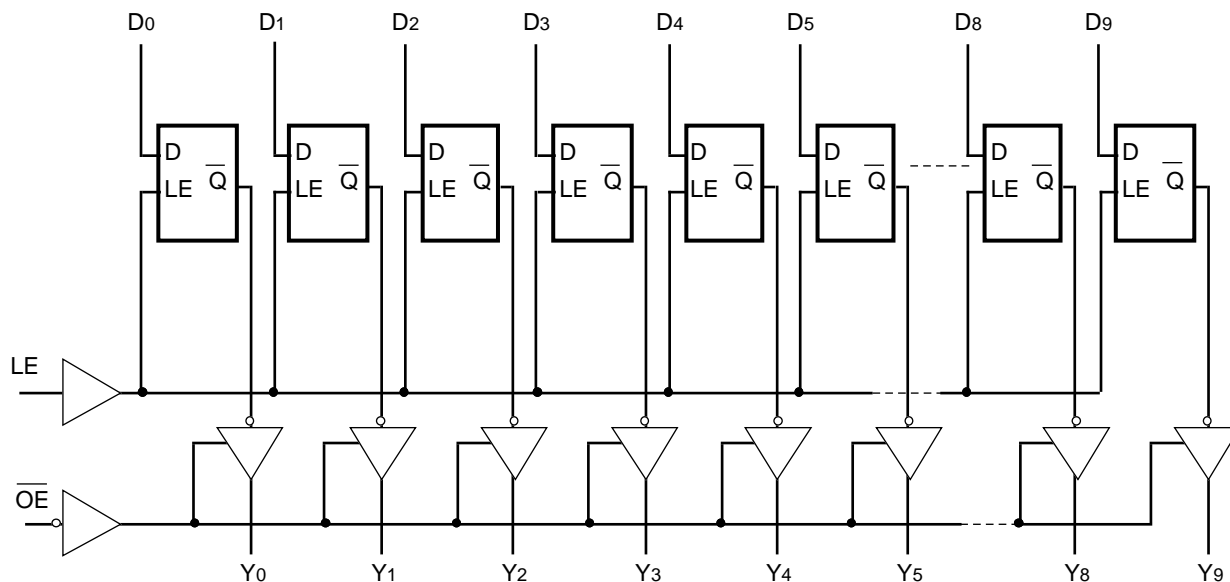 D0 D1 D2 D3 D4 D5 D8 D9
D D D D D D D D
Q̅ Q̅ Q̅ Q̅ Q̅ Q̅ Q̅ Q̅
LE LE LE LE LE LE LE LE
LE
O̅E̅
Y0 Y1 Y2 Y3 Y4 Y5 Y8 Y9